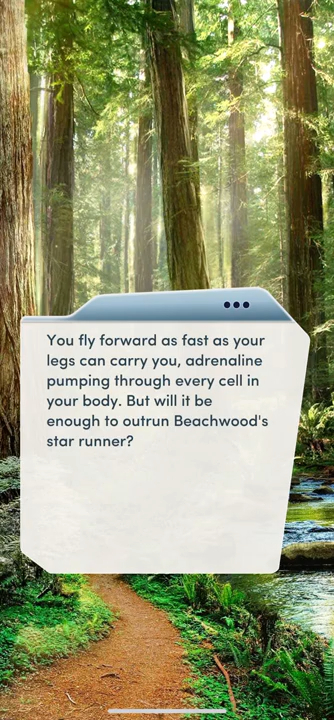 You fly forward as fast as your
legs can carry you, adrenaline
pumping through every cell in
your body. But will it be
enough to outrun Beachwood's
star runner?